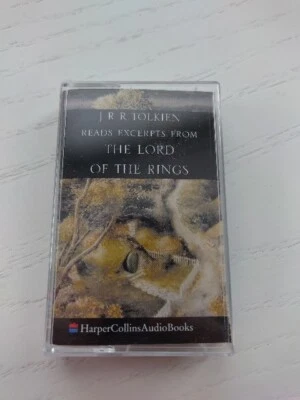 J R R TOLKIEN
READS EXCERPTS FROM
THE LORD
OF THE RINGS
HarperCollinsAudioBooks